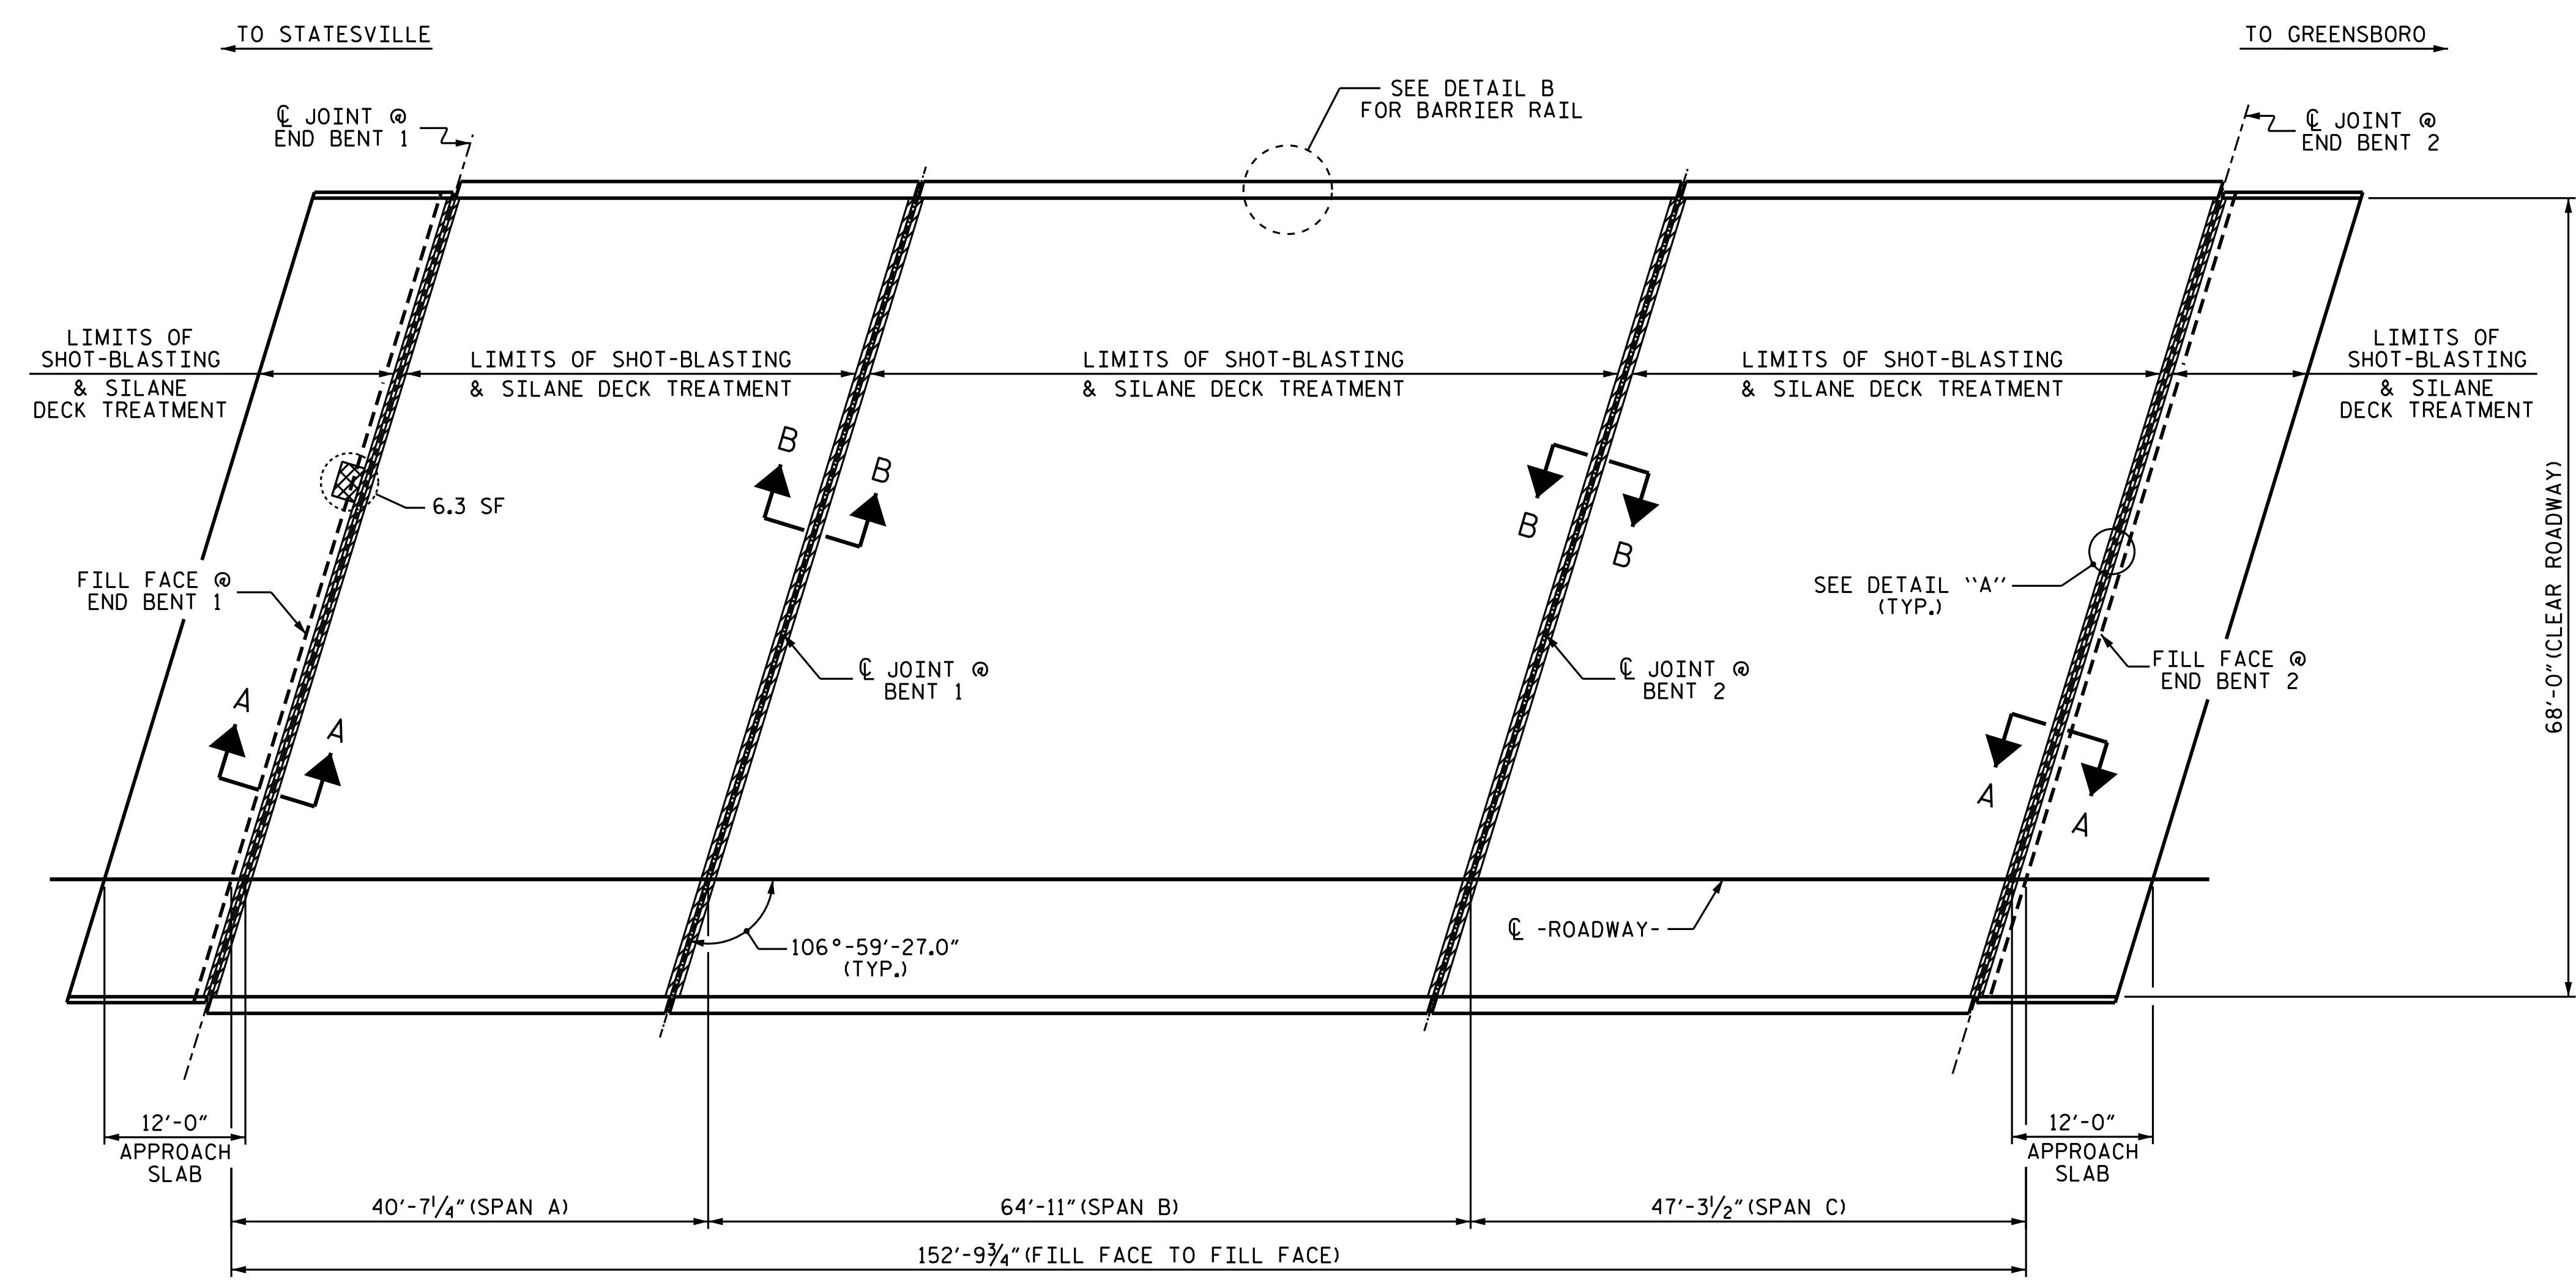 TO STATESVILLE
TO GREENSBORO
SEE DETAIL B
FOR BARRIER RAIL
℄ JOINT @
END BENT 1
℄ JOINT @
END BENT 2
LIMITS OF
SHOT-BLASTING
& SILANE
DECK TREATMENT
LIMITS OF SHOT-BLASTING
& SILANE DECK TREATMENT
LIMITS OF SHOT-BLASTING
& SILANE DECK TREATMENT
LIMITS OF SHOT-BLASTING
& SILANE DECK TREATMENT
LIMITS OF
SHOT-BLASTING
& SILANE
DECK TREATMENT
B
B
B
B
6.3 SF
68'-0" (CLEAR ROADWAY)
FILL FACE @
END BENT 1
SEE DETAIL "A"
(TYP.)
℄ JOINT @
BENT 1
℄ JOINT @
BENT 2
FILL FACE @
END BENT 2
A
A
A
A
106°-59'-27.0"
(TYP.)
℄ -ROADWAY-
12'-0"
APPROACH
SLAB
12'-0"
APPROACH
SLAB
40'-7¼" (SPAN A)
64'-11" (SPAN B)
47'-3½" (SPAN C)
152'-9¾" (FILL FACE TO FILL FACE)